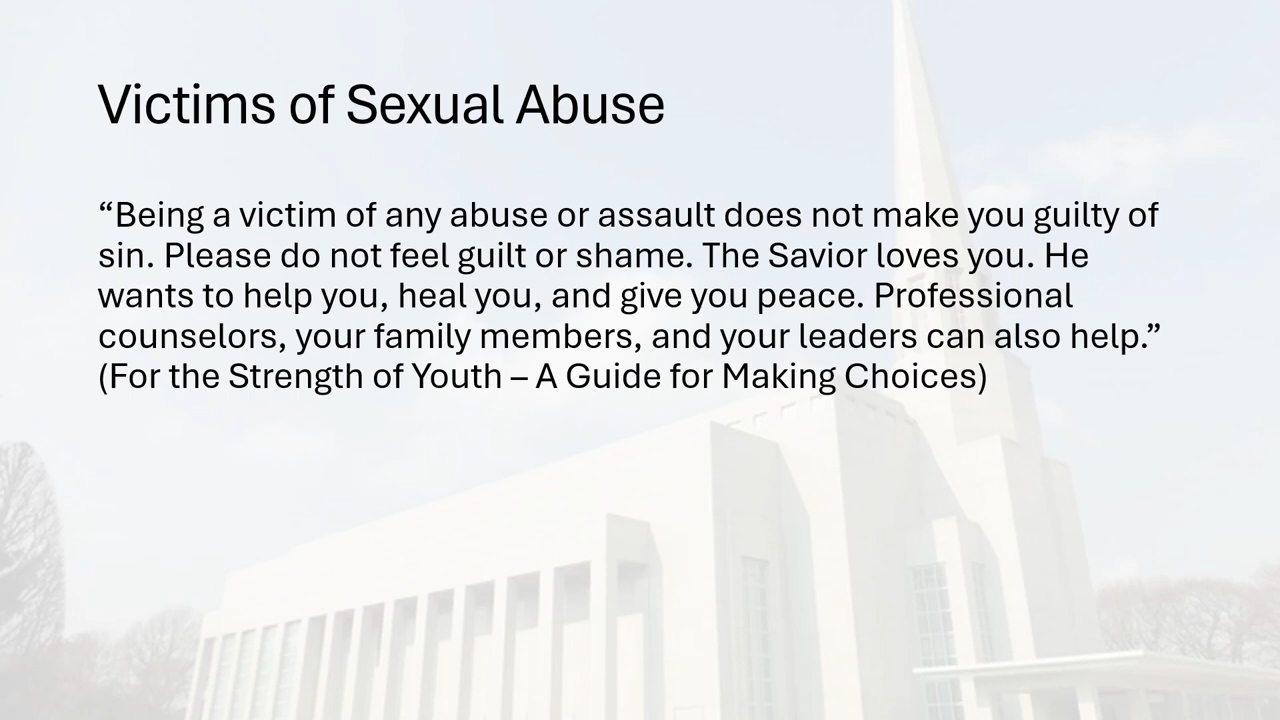 Victims of Sexual Abuse
“Being a victim of any abuse or assault does not make you guilty of
sin. Please do not feel guilt or shame. The Savior loves you. He
wants to help you, heal you, and give you peace. Professional
counselors, your family members, and your leaders can also help.”
(For the Strength of Youth – A Guide for Making Choices)